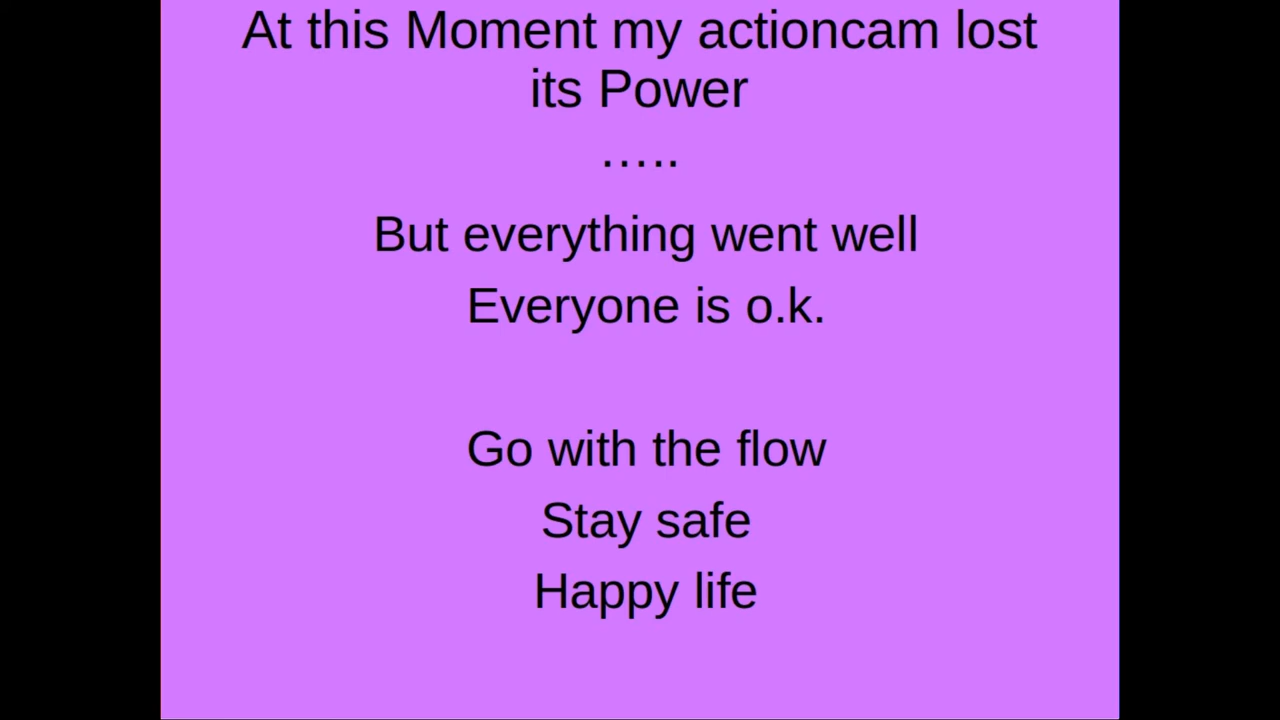 At this Moment my actioncam lost
its Power
…..
But everything went well
Everyone is o.k.
Go with the flow
Stay safe
Happy life